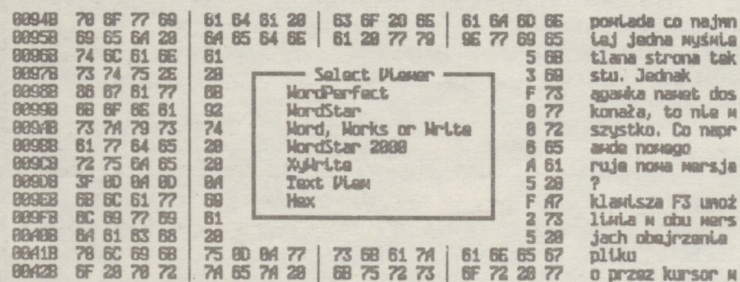 0094B 70 6F 77 69 | 61 64 61 20 | 63 6F 20 6E | 61 6A 6D 6E powiada co najmn
0095B 69 65 6A 20 | 6A 65 64 6E | 61 20 77 79 | 9E 77 69 65 iej jedna wyświe
0096B 74 6C 61 6E 61 5 6B tlana strona tek
0097B 73 74 75 2E 20 Select Viewer 3 69 stu. Jednak
0098B 88 67 61 77 6B WordPerfect F 73 ągawka nawet dos
0099B 6B 6F 6E 61 92 WordStar 0 77 konała, to nie w
009AB 73 7A 79 73 74 Word, Works or Write 0 72 szystko. Co napr
009BB 61 77 64 65 20 WordStar 2000 6 65 awde nowego
009CB 72 75 6A 65 20 XyWrite A 61 ruje nowa wersja
009DB 3F 0D 0A 0D 0A Text View 5 20 ?
009EB 6B 6C 61 77 69 Hex F A7 klawisza F3 umoż
009FB 6C 69 77 69 61 2 73 liwia w obu wers
00A0B 6A 61 63 68 20 5 20 jach obejrzenie
00A1B 70 6C 69 6B 75 0D 0A 77 | 73 6B 61 7A | 61 6E 65 67 pliku
00A2B 6F 20 70 72 | 7A 65 7A 20 | 6B 75 72 73 | 6F 72 20 77 o przez kursor w